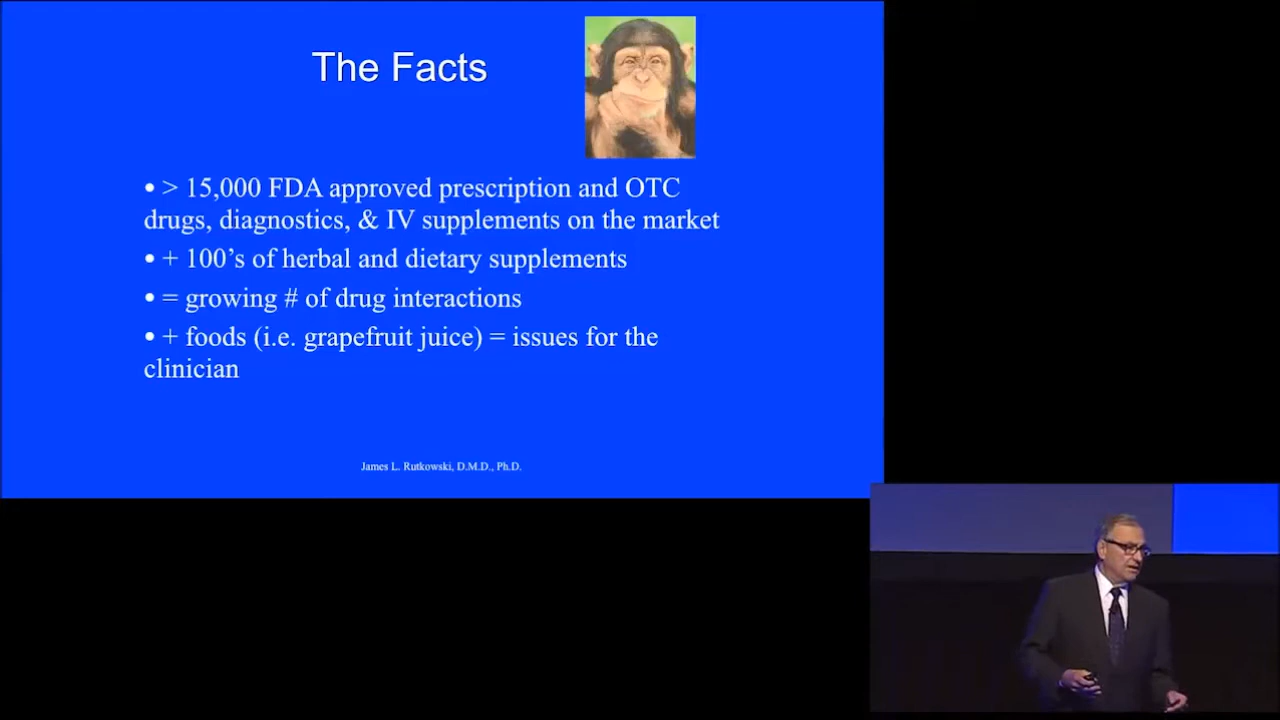 The Facts
• > 15,000 FDA approved prescription and OTC
drugs, diagnostics, & IV supplements on the market
• + 100’s of herbal and dietary supplements
• = growing # of drug interactions
• + foods (i.e. grapefruit juice) = issues for the
clinician
James L. Rutkowski, D.M.D., Ph.D.